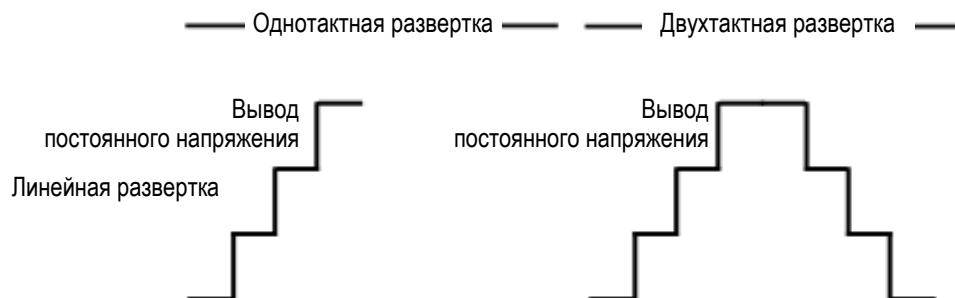 Однотактная развертка
Двухтактная развертка
Вывод
постоянного напряжения
Линейная развертка
Вывод
постоянного напряжения